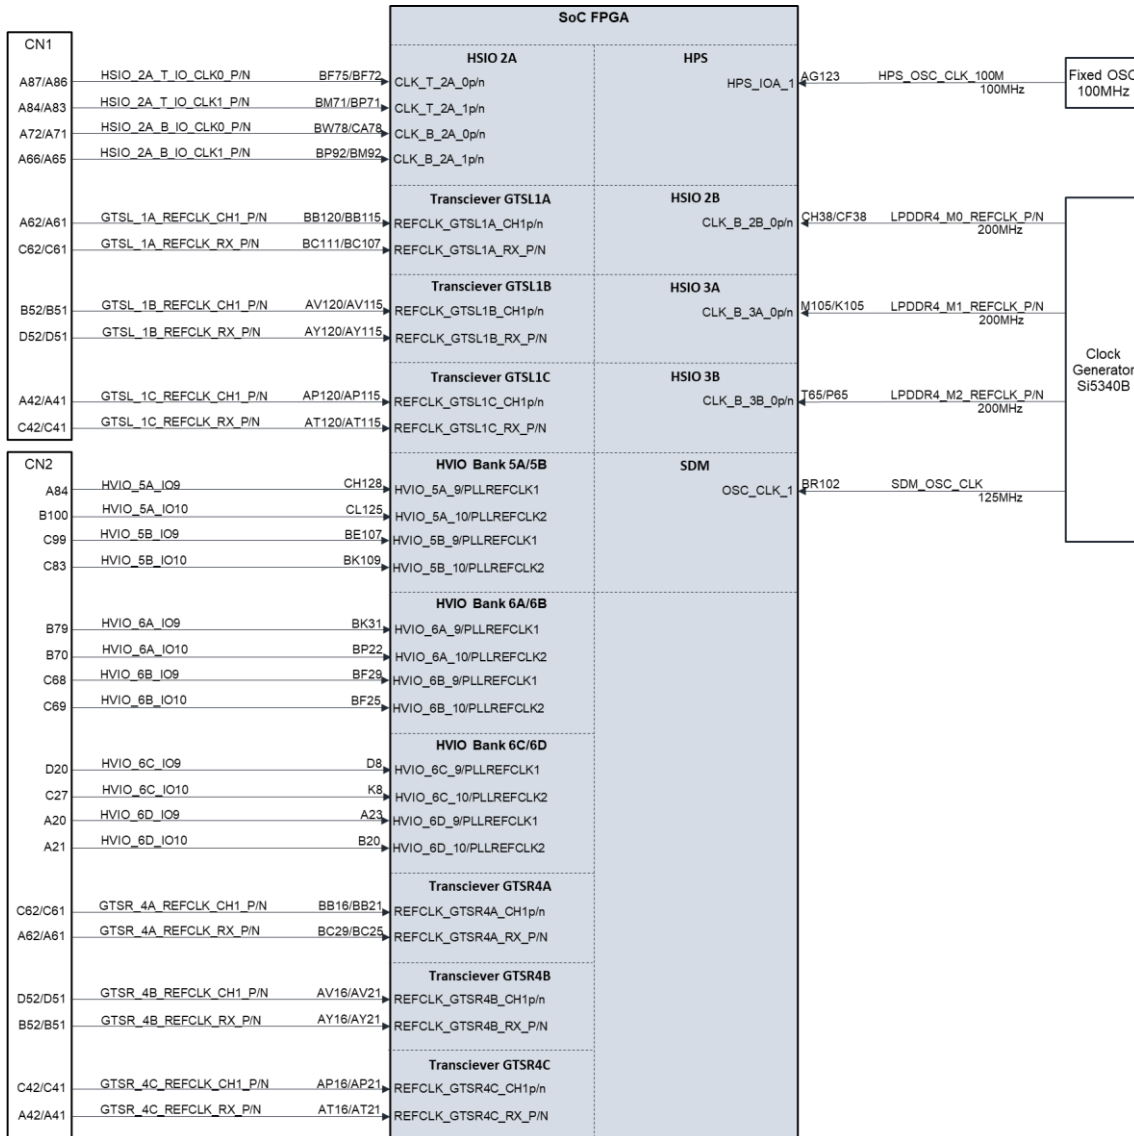 SoC FPGA
CN1
HSIO 2A
HPS
A87/A86 HSIO_2A_T_IO_CLK0_P/N BF75/BF72 CLK_T_2A_0p/n
HPS_IOA_1 AG123 HPS_OSC_CLK_100M 100MHz
Fixed OSC
100MHz
A84/A83 HSIO_2A_T_IO_CLK1_P/N BM71/BP71 CLK_T_2A_1p/n
A72/A71 HSIO_2A_B_IO_CLK0_P/N BW78/CA78 CLK_B_2A_0p/n
A66/A65 HSIO_2A_B_IO_CLK1_P/N BP92/BM92 CLK_B_2A_1p/n
Transciever GTSL1A
HSIO 2B
A62/A61 GTSL_1A_REFCLK_CH1_P/N BB120/BB115 REFCLK_GTSL1A_CH1p/n
CLK_B_2B_0p/n CH38/CF38 LPDDR4_M0_REFCLK_P/N
200MHz
C62/C61 GTSL_1A_REFCLK_RX_P/N BC111/BC107 REFCLK_GTSL1A_RX_P/N
Transciever GTSL1B
HSIO 3A
B52/B51 GTSL_1B_REFCLK_CH1_P/N AV120/AV115 REFCLK_GTSL1B_CH1p/n
CLK_B_3A_0p/n M105/K105 LPDDR4_M1_REFCLK_P/N
200MHz
D52/D51 GTSL_1B_REFCLK_RX_P/N AY120/AY115 REFCLK_GTSL1B_RX_P/N
Clock
Generator
Si5340B
Transciever GTSL1C
HSIO 3B
A42/A41 GTSL_1C_REFCLK_CH1_P/N AP120/AP115 REFCLK_GTSL1C_CH1p/n
CLK_B_3B_0p/n T65/P65 LPDDR4_M2_REFCLK_P/N
200MHz
C42/C41 GTSL_1C_REFCLK_RX_P/N AT120/AT115 REFCLK_GTSL1C_RX_P/N
CN2
HVIO Bank 5A/5B
SDM
A84 HVIO_5A_IO9 CH128 HVIO_5A_9/PLLREFCLK1
OSC_CLK_1 BR102 SDM_OSC_CLK
125MHz
B100 HVIO_5A_IO10 CL125 HVIO_5A_10/PLLREFCLK2
C99 HVIO_5B_IO9 BE107 HVIO_5B_9/PLLREFCLK1
C83 HVIO_5B_IO10 BK109 HVIO_5B_10/PLLREFCLK2
HVIO Bank 6A/6B
B79 HVIO_6A_IO9 BK31 HVIO_6A_9/PLLREFCLK1
B70 HVIO_6A_IO10 BP22 HVIO_6A_10/PLLREFCLK2
C68 HVIO_6B_IO9 BF29 HVIO_6B_9/PLLREFCLK1
C69 HVIO_6B_IO10 BF25 HVIO_6B_10/PLLREFCLK2
HVIO Bank 6C/6D
D20 HVIO_6C_IO9 D8 HVIO_6C_9/PLLREFCLK1
C27 HVIO_6C_IO10 K8 HVIO_6C_10/PLLREFCLK2
A20 HVIO_6D_IO9 A23 HVIO_6D_9/PLLREFCLK1
A21 HVIO_6D_IO10 B20 HVIO_6D_10/PLLREFCLK2
Transciever GTSR4A
C62/C61 GTSR_4A_REFCLK_CH1_P/N BB16/BB21 REFCLK_GTSR4A_CH1p/n
A62/A61 GTSR_4A_REFCLK_RX_P/N BC29/BC25 REFCLK_GTSR4A_RX_P/N
Transciever GTSR4B
D52/D51 GTSR_4B_REFCLK_CH1_P/N AV16/AV21 REFCLK_GTSR4B_CH1p/n
B52/B51 GTSR_4B_REFCLK_RX_P/N AY16/AY21 REFCLK_GTSR4B_RX_P/N
Transciever GTSR4C
C42/C41 GTSR_4C_REFCLK_CH1_P/N AP16/AP21 REFCLK_GTSR4C_CH1p/n
A42/A41 GTSR_4C_REFCLK_RX_P/N AT16/AT21 REFCLK_GTSR4C_RX_P/N